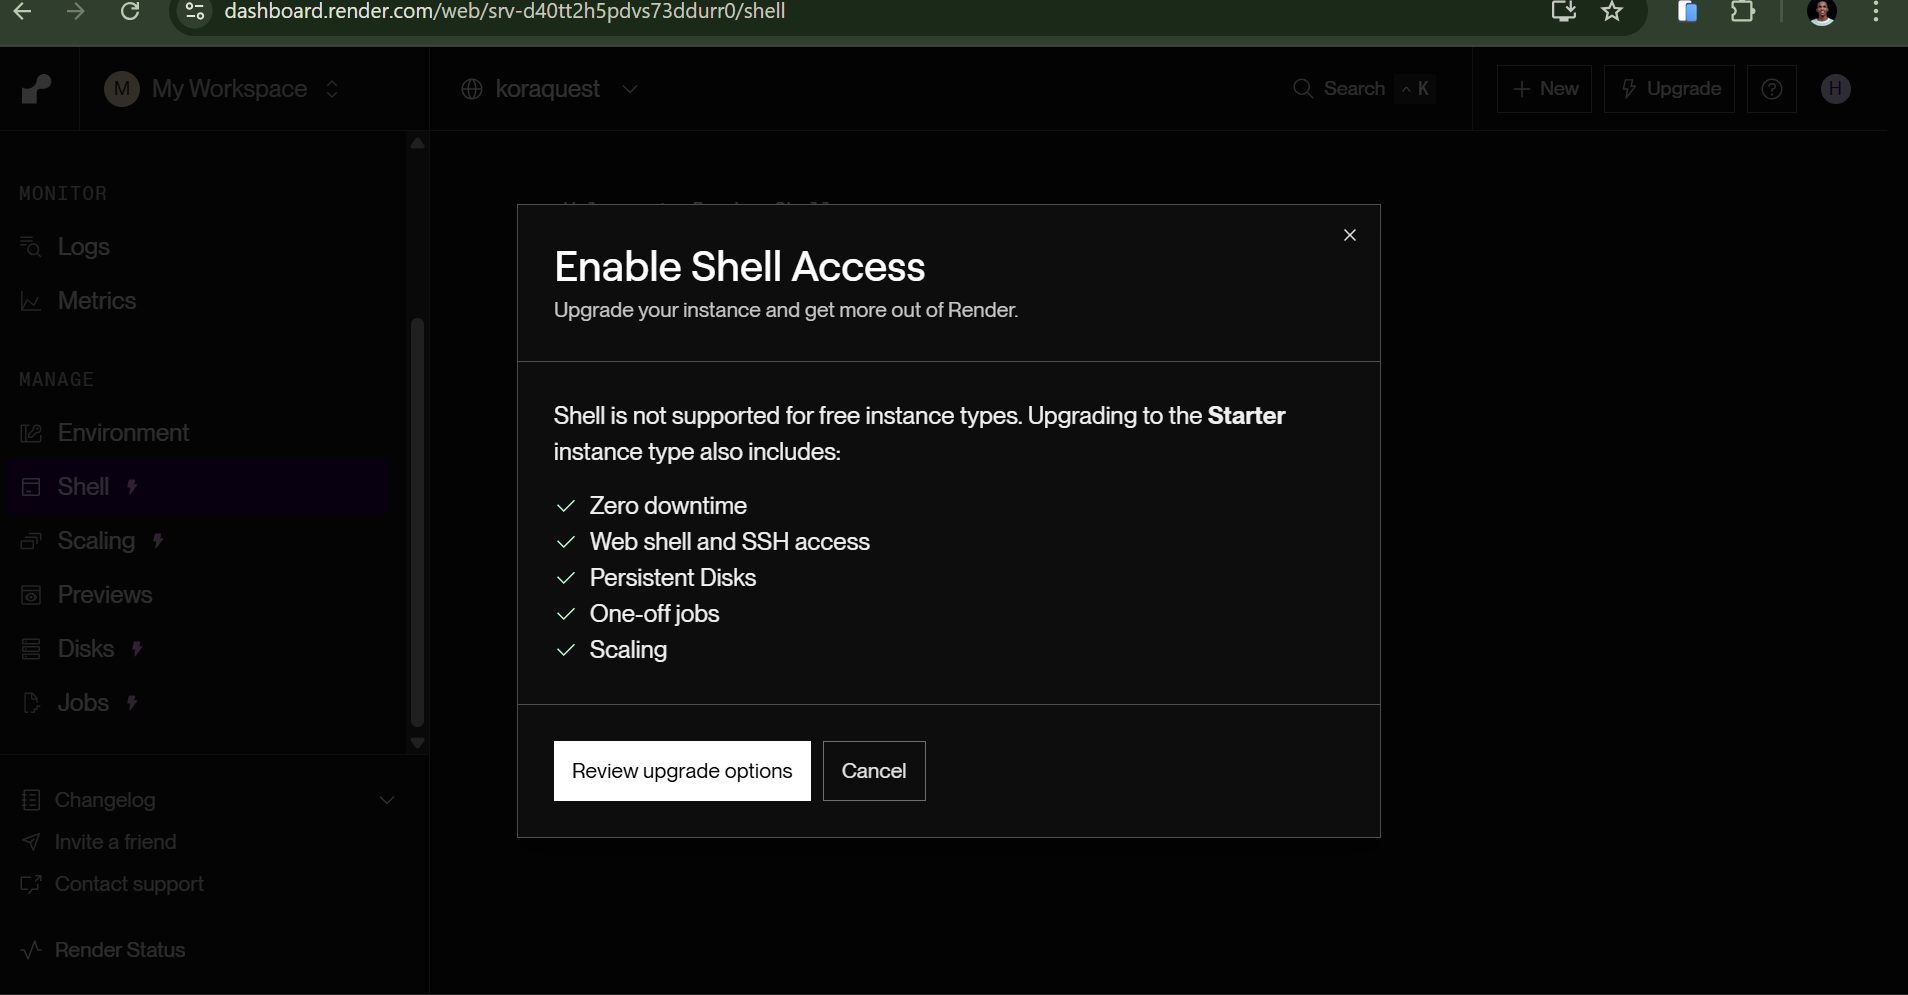 dashboard.render.com/web/srv-d40tt2h5pdvs73ddurr0/shell
M My Workspace
koraquest
Search ^ K
+ New
Upgrade
H
MONITOR
Logs
Metrics
MANAGE
Environment
Shell
Scaling
Previews
Disks
Jobs
Changelog
Invite a friend
Contact support
Render Status
Enable Shell Access
Upgrade your instance and get more out of Render.
Shell is not supported for free instance types. Upgrading to the Starter
instance type also includes:
Zero downtime
Web shell and SSH access
Persistent Disks
One-off jobs
Scaling
Review upgrade options
Cancel